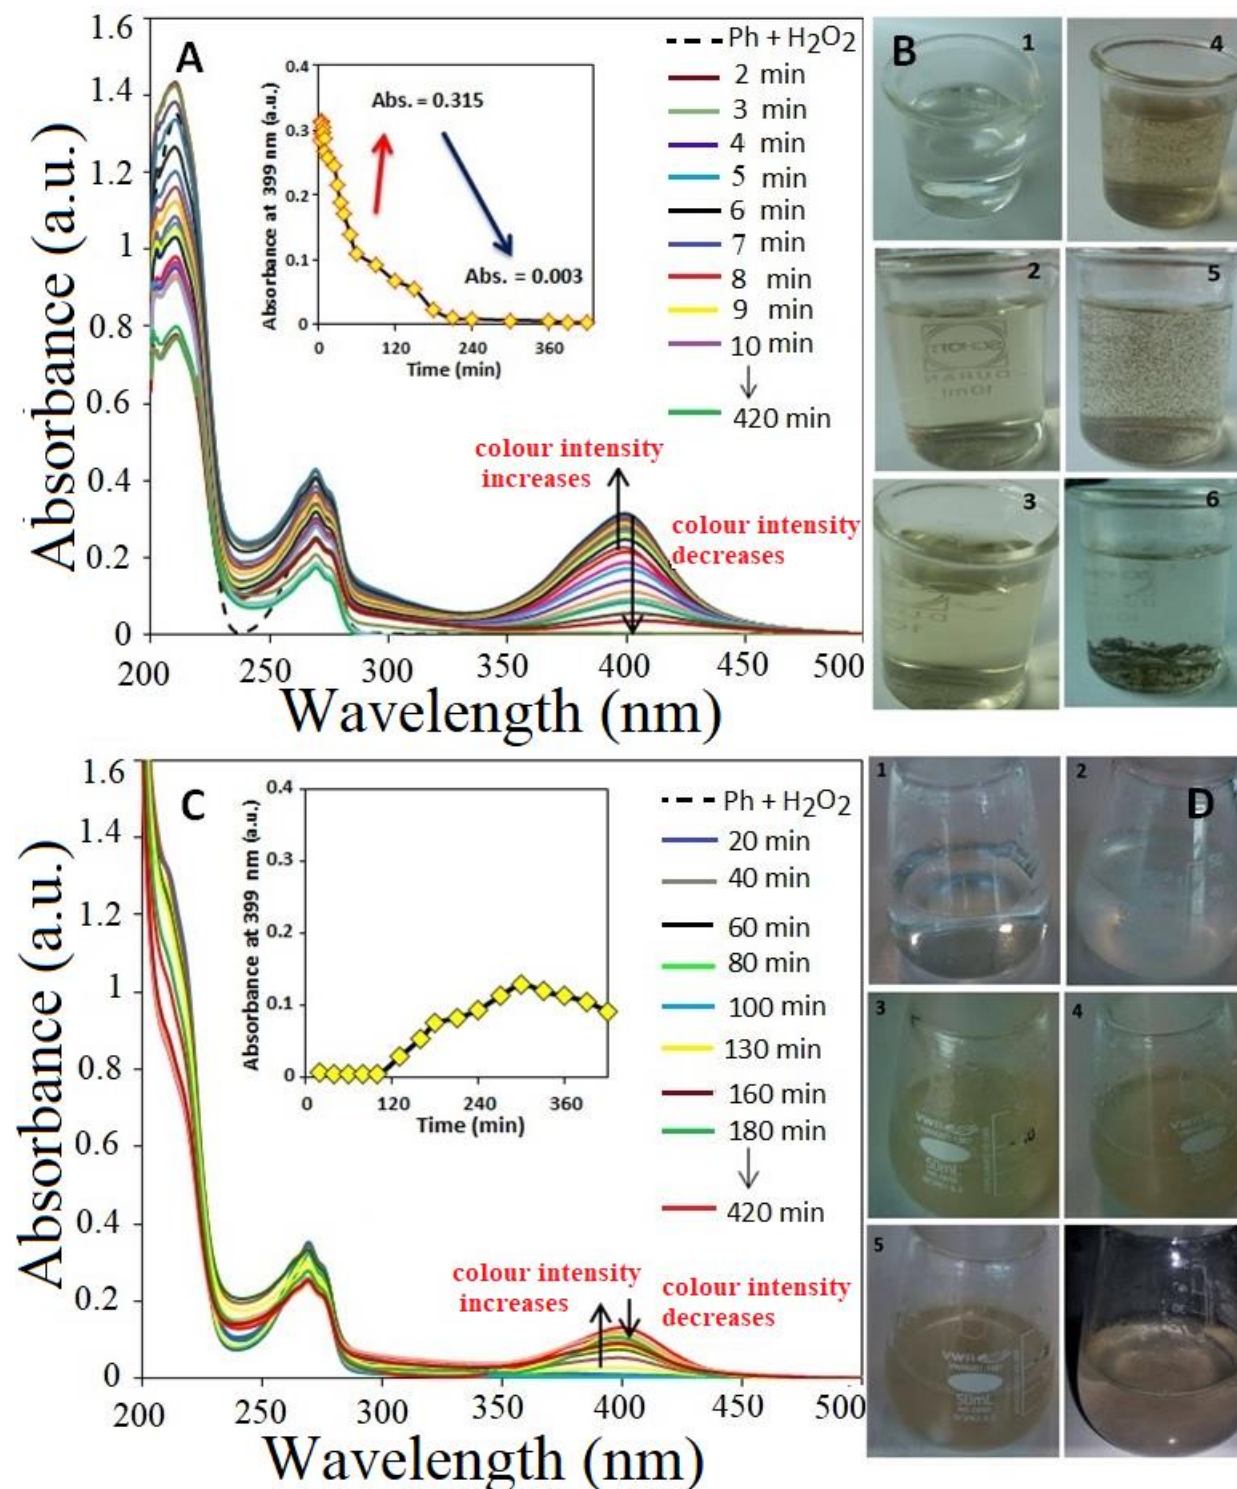 A
Absorbance (a.u.)
1.6
1.4
1.2
1
0.8
0.6
0.4
0.2
0
200
250
300
350
400
450
500
Wavelength (nm)
Absorbance at 399 nm (a.u.)
0.4
0.3
0.2
0.1
0
0
120
240
360
Time (min)
Abs. = 0.315
Abs. = 0.003
Ph + H₂O₂
2 min
3 min
4 min
5 min
6 min
7 min
8 min
9 min
10 min
420 min
colour intensity
increases
colour intensity
decreases
B
1
4
2
DURAN
10ml
5
3
6
C
Absorbance (a.u.)
1.6
1.4
1.2
1
0.8
0.6
0.4
0.2
0
200
250
300
350
400
450
500
Wavelength (nm)
Absorbance at 399 nm (a.u.)
0.4
0.3
0.2
0.1
0
0
120
240
360
Time (min)
Ph + H₂O₂
20 min
40 min
60 min
80 min
100 min
130 min
160 min
180 min
420 min
colour intensity
increases
colour intensity
decreases
D
1
2
3
VWR
50mL
4
VWR
5
VWR
50mL
6